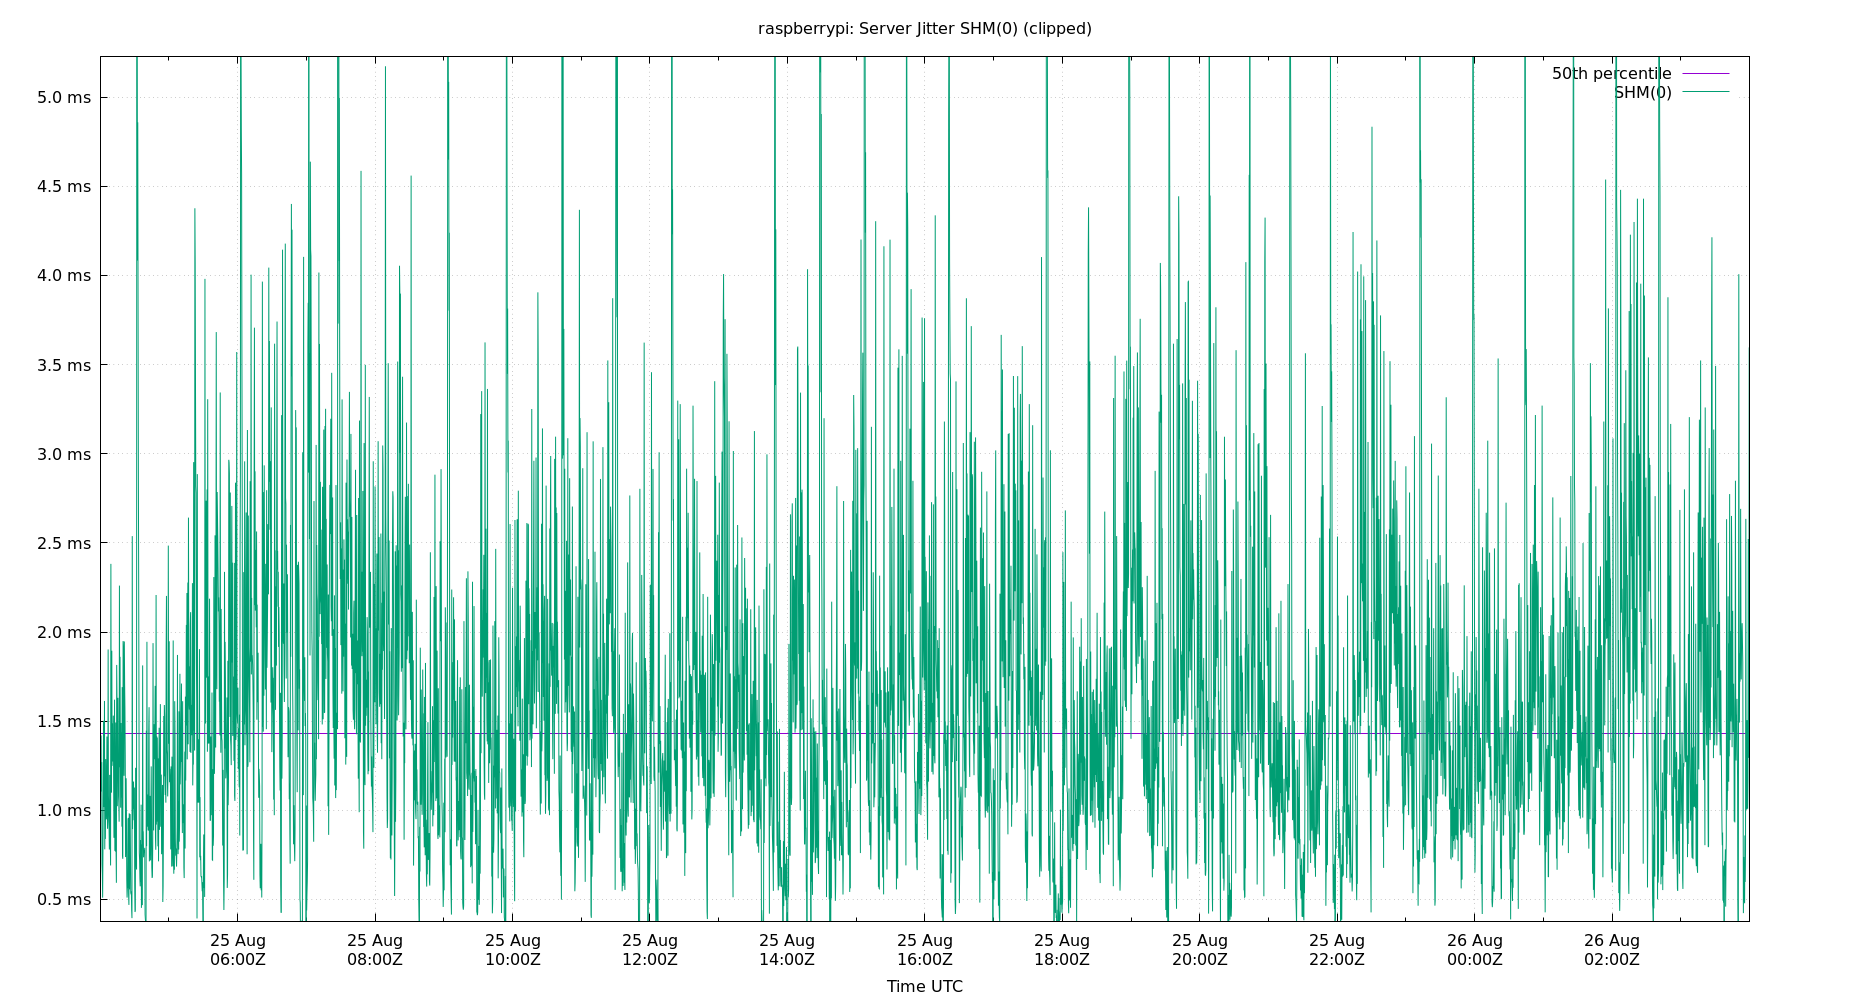 raspberrypi: Server Jitter SHM(0) (clipped)
50th percentile
SHM(0)
5.0 ms
4.5 ms
4.0 ms
3.5 ms
3.0 ms
2.5 ms
2.0 ms
1.5 ms
1.0 ms
0.5 ms
25 Aug 25 Aug 25 Aug 25 Aug 25 Aug 25 Aug 25 Aug 25 Aug 25 Aug 26 Aug 26 Aug
06:00Z 08:00Z 10:00Z 12:00Z 14:00Z 16:00Z 18:00Z 20:00Z 22:00Z 00:00Z 02:00Z
Time UTC